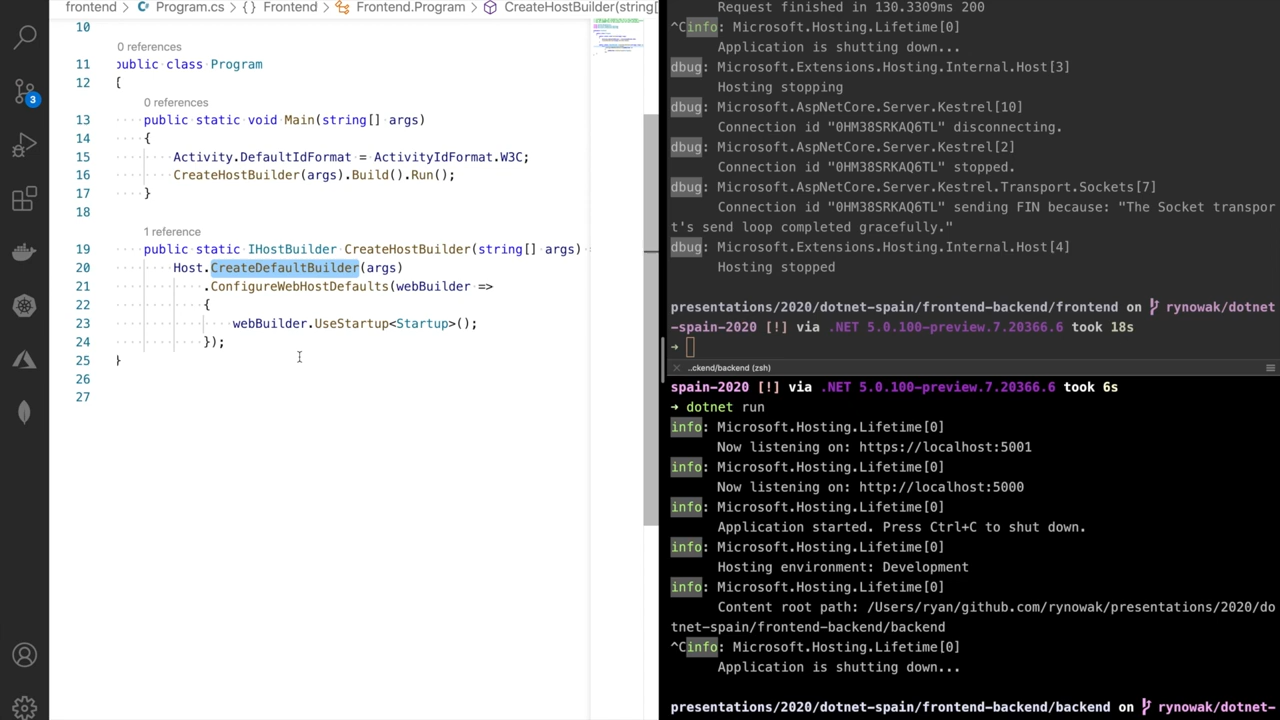 frontend > Program.cs > {} Frontend > Frontend.Program > CreateHostBuilder(string[]
10
0 references
11 public class Program
12 {
0 references
13 ····public static void Main(string[] args)
14 ····{
15 ········Activity.DefaultIdFormat = ActivityIdFormat.W3C;
16 ········CreateHostBuilder(args).Build().Run();
17 ····}
18
1 reference
19 ····public static IHostBuilder CreateHostBuilder(string[] args)
20 ········Host.CreateDefaultBuilder(args)
21 ············.ConfigureWebHostDefaults(webBuilder =>
22 ············{
23 ················webBuilder.UseStartup<Startup>();
24 ············});
25 }
26
27
3
Request finished in 137.3309ms 200
dbug: Microsoft.Extensions.Hosting.Internal.Host[3]
Hosting stopping
dbug: Microsoft.AspNetCore.Server.Kestrel[10]
Connection id "0HM38SRKAQ6TL" disconnecting.
dbug: Microsoft.AspNetCore.Server.Kestrel[2]
Connection id "0HM38SRKAQ6TL" stopped.
dbug: Microsoft.AspNetCore.Server.Kestrel.Transport.Sockets[7]
Connection id "0HM38SRKAQ6TL" sending FIN because: "The Socket transpor
t's send loop completed gracefully."
dbug: Microsoft.Extensions.Hosting.Internal.Host[4]
Hosting stopped
presentations/2020/dotnet-spain/frontend-backend/frontend on rynowak/dotnet
-spain-2020 [!] via .NET 5.0.100-preview.7.20366.6 took 18s
→
..ckend/backend (zsh)
spain-2020 [!] via .NET 5.0.100-preview.7.20366.6 took 6s
→ dotnet run
info: Microsoft.Hosting.Lifetime[0]
Now listening on: https://localhost:5001
info: Microsoft.Hosting.Lifetime[0]
Now listening on: http://localhost:5000
info: Microsoft.Hosting.Lifetime[0]
Application started. Press Ctrl+C to shut down.
info: Microsoft.Hosting.Lifetime[0]
Hosting environment: Development
info: Microsoft.Hosting.Lifetime[0]
Content root path: /Users/ryan/github.com/rynowak/presentations/2020/do
tnet-spain/frontend-backend/backend
^Cinfo: Microsoft.Hosting.Lifetime[0]
Application is shutting down...
presentations/2020/dotnet-spain/frontend-backend/backend on rynowak/dotnet-